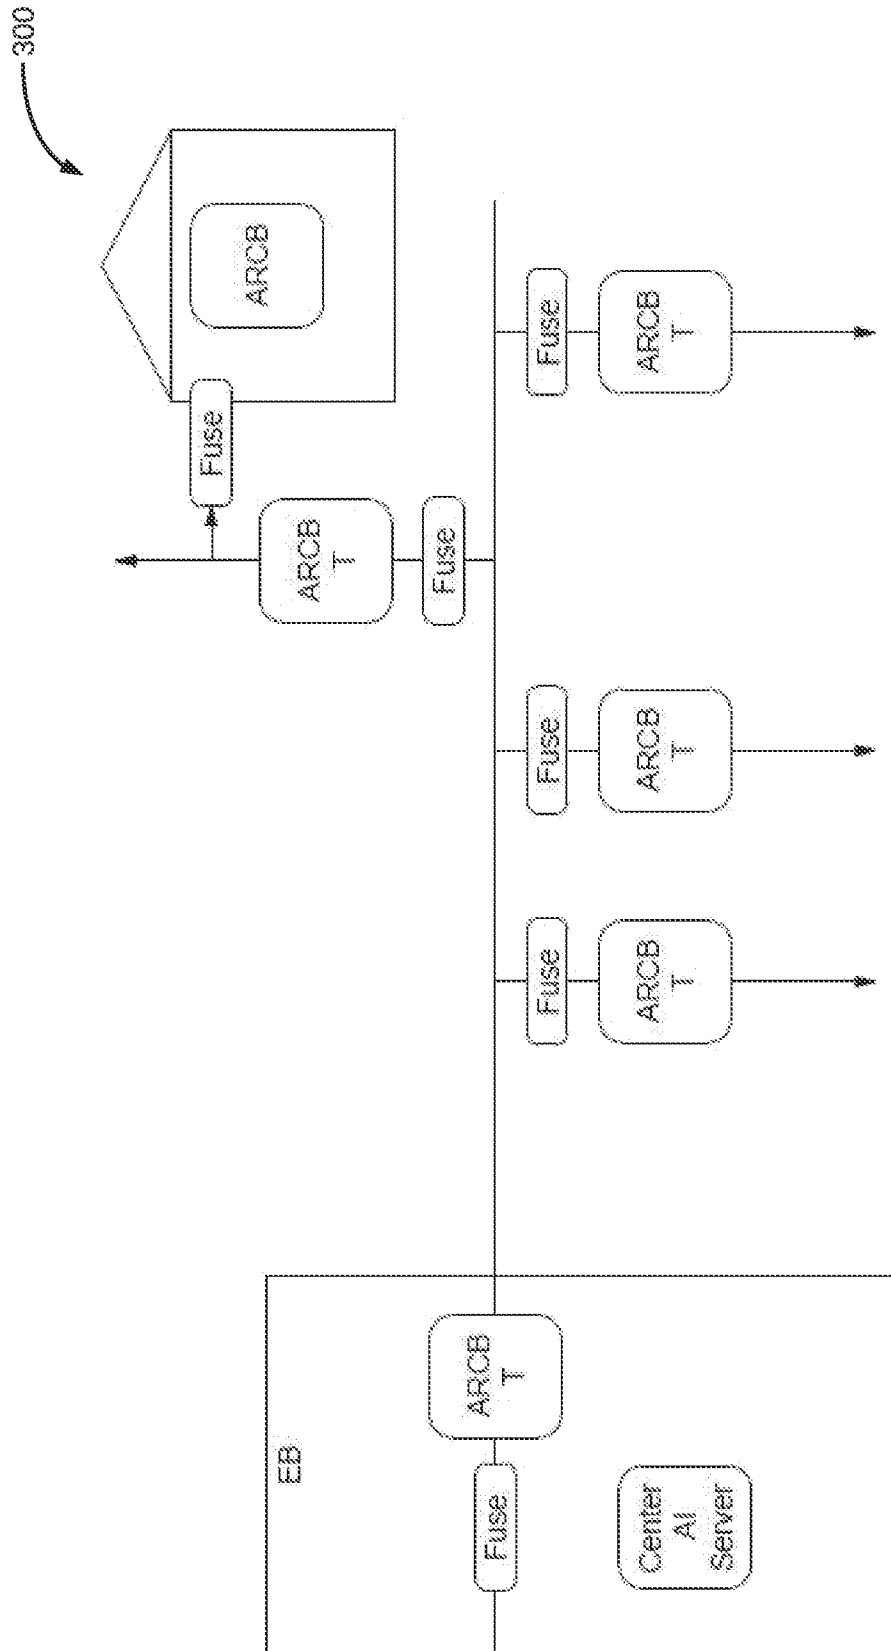 300
Fuse
ARCB
EB
ARCB
T
Fuse
Fuse
ARCB
T
Fuse
ARCB
T
Fuse
ARCB
T
Fuse
ARCB
T
Center
AI
Server